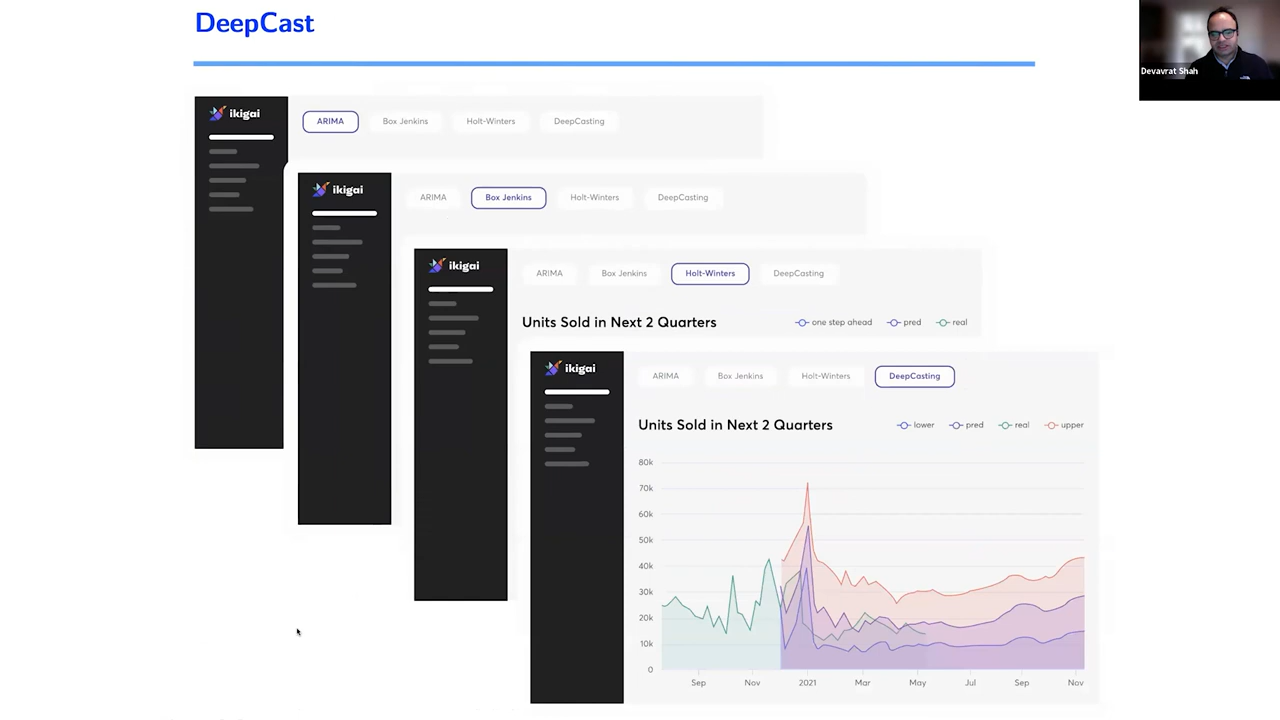 DeepCast
Devavrat Shah
ikigai
ARIMA Box Jenkins Holt-Winters DeepCasting
ikigai
ARIMA Box Jenkins Holt-Winters DeepCasting
ikigai
ARIMA Box Jenkins Holt-Winters DeepCasting
Units Sold in Next 2 Quarters one step ahead pred real
ikigai
ARIMA Box Jenkins Holt-Winters DeepCasting
Units Sold in Next 2 Quarters lower pred real upper
80k
70k
60k
50k
40k
30k
20k
10k
0
Sep Nov 2021 Mar May Jul Sep Nov